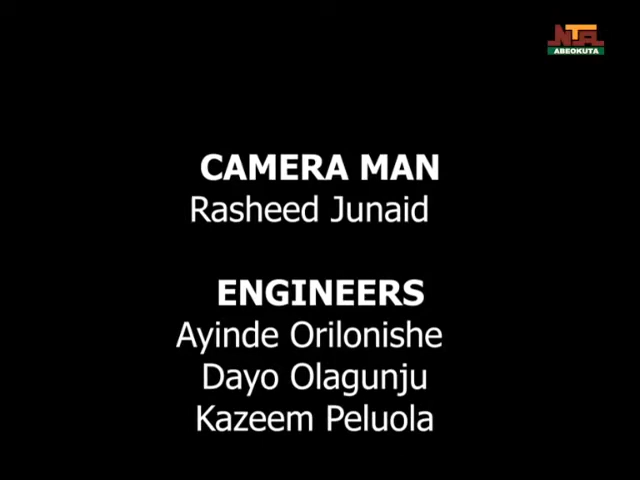 NTA
ABEOKUTA
CAMERA MAN
Rasheed Junaid
ENGINEERS
Ayinde Orilonishe
Dayo Olagunju
Kazeem Peluola